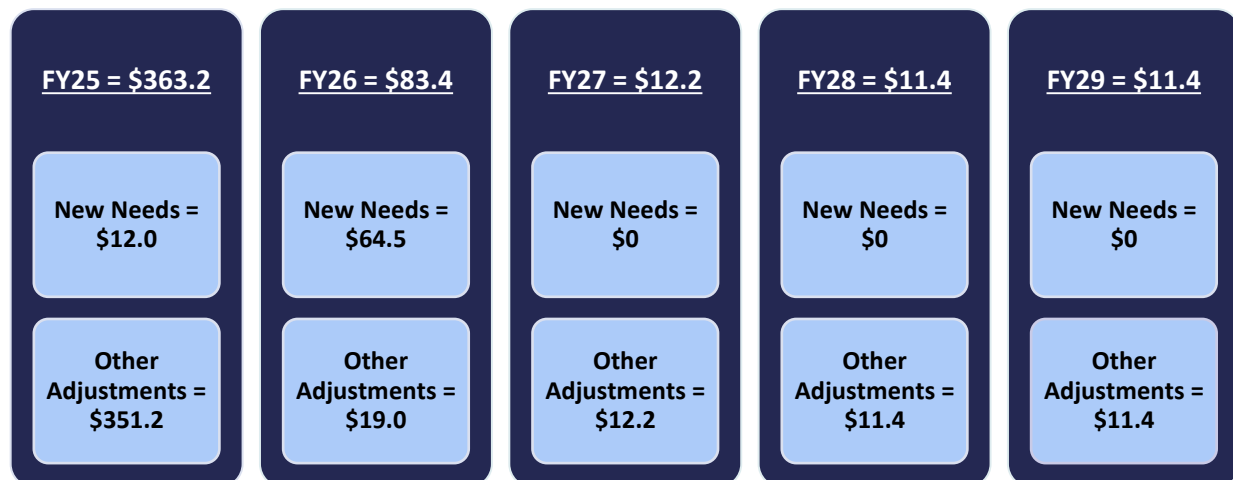 FY25 = $363.2
New Needs =
$12.0
Other
Adjustments =
$351.2
FY26 = $83.4
New Needs =
$64.5
Other
Adjustments =
$19.0
FY27 = $12.2
New Needs =
$0
Other
Adjustments =
$12.2
FY28 = $11.4
New Needs =
$0
Other
Adjustments =
$11.4
FY29 = $11.4
New Needs =
$0
Other
Adjustments =
$11.4